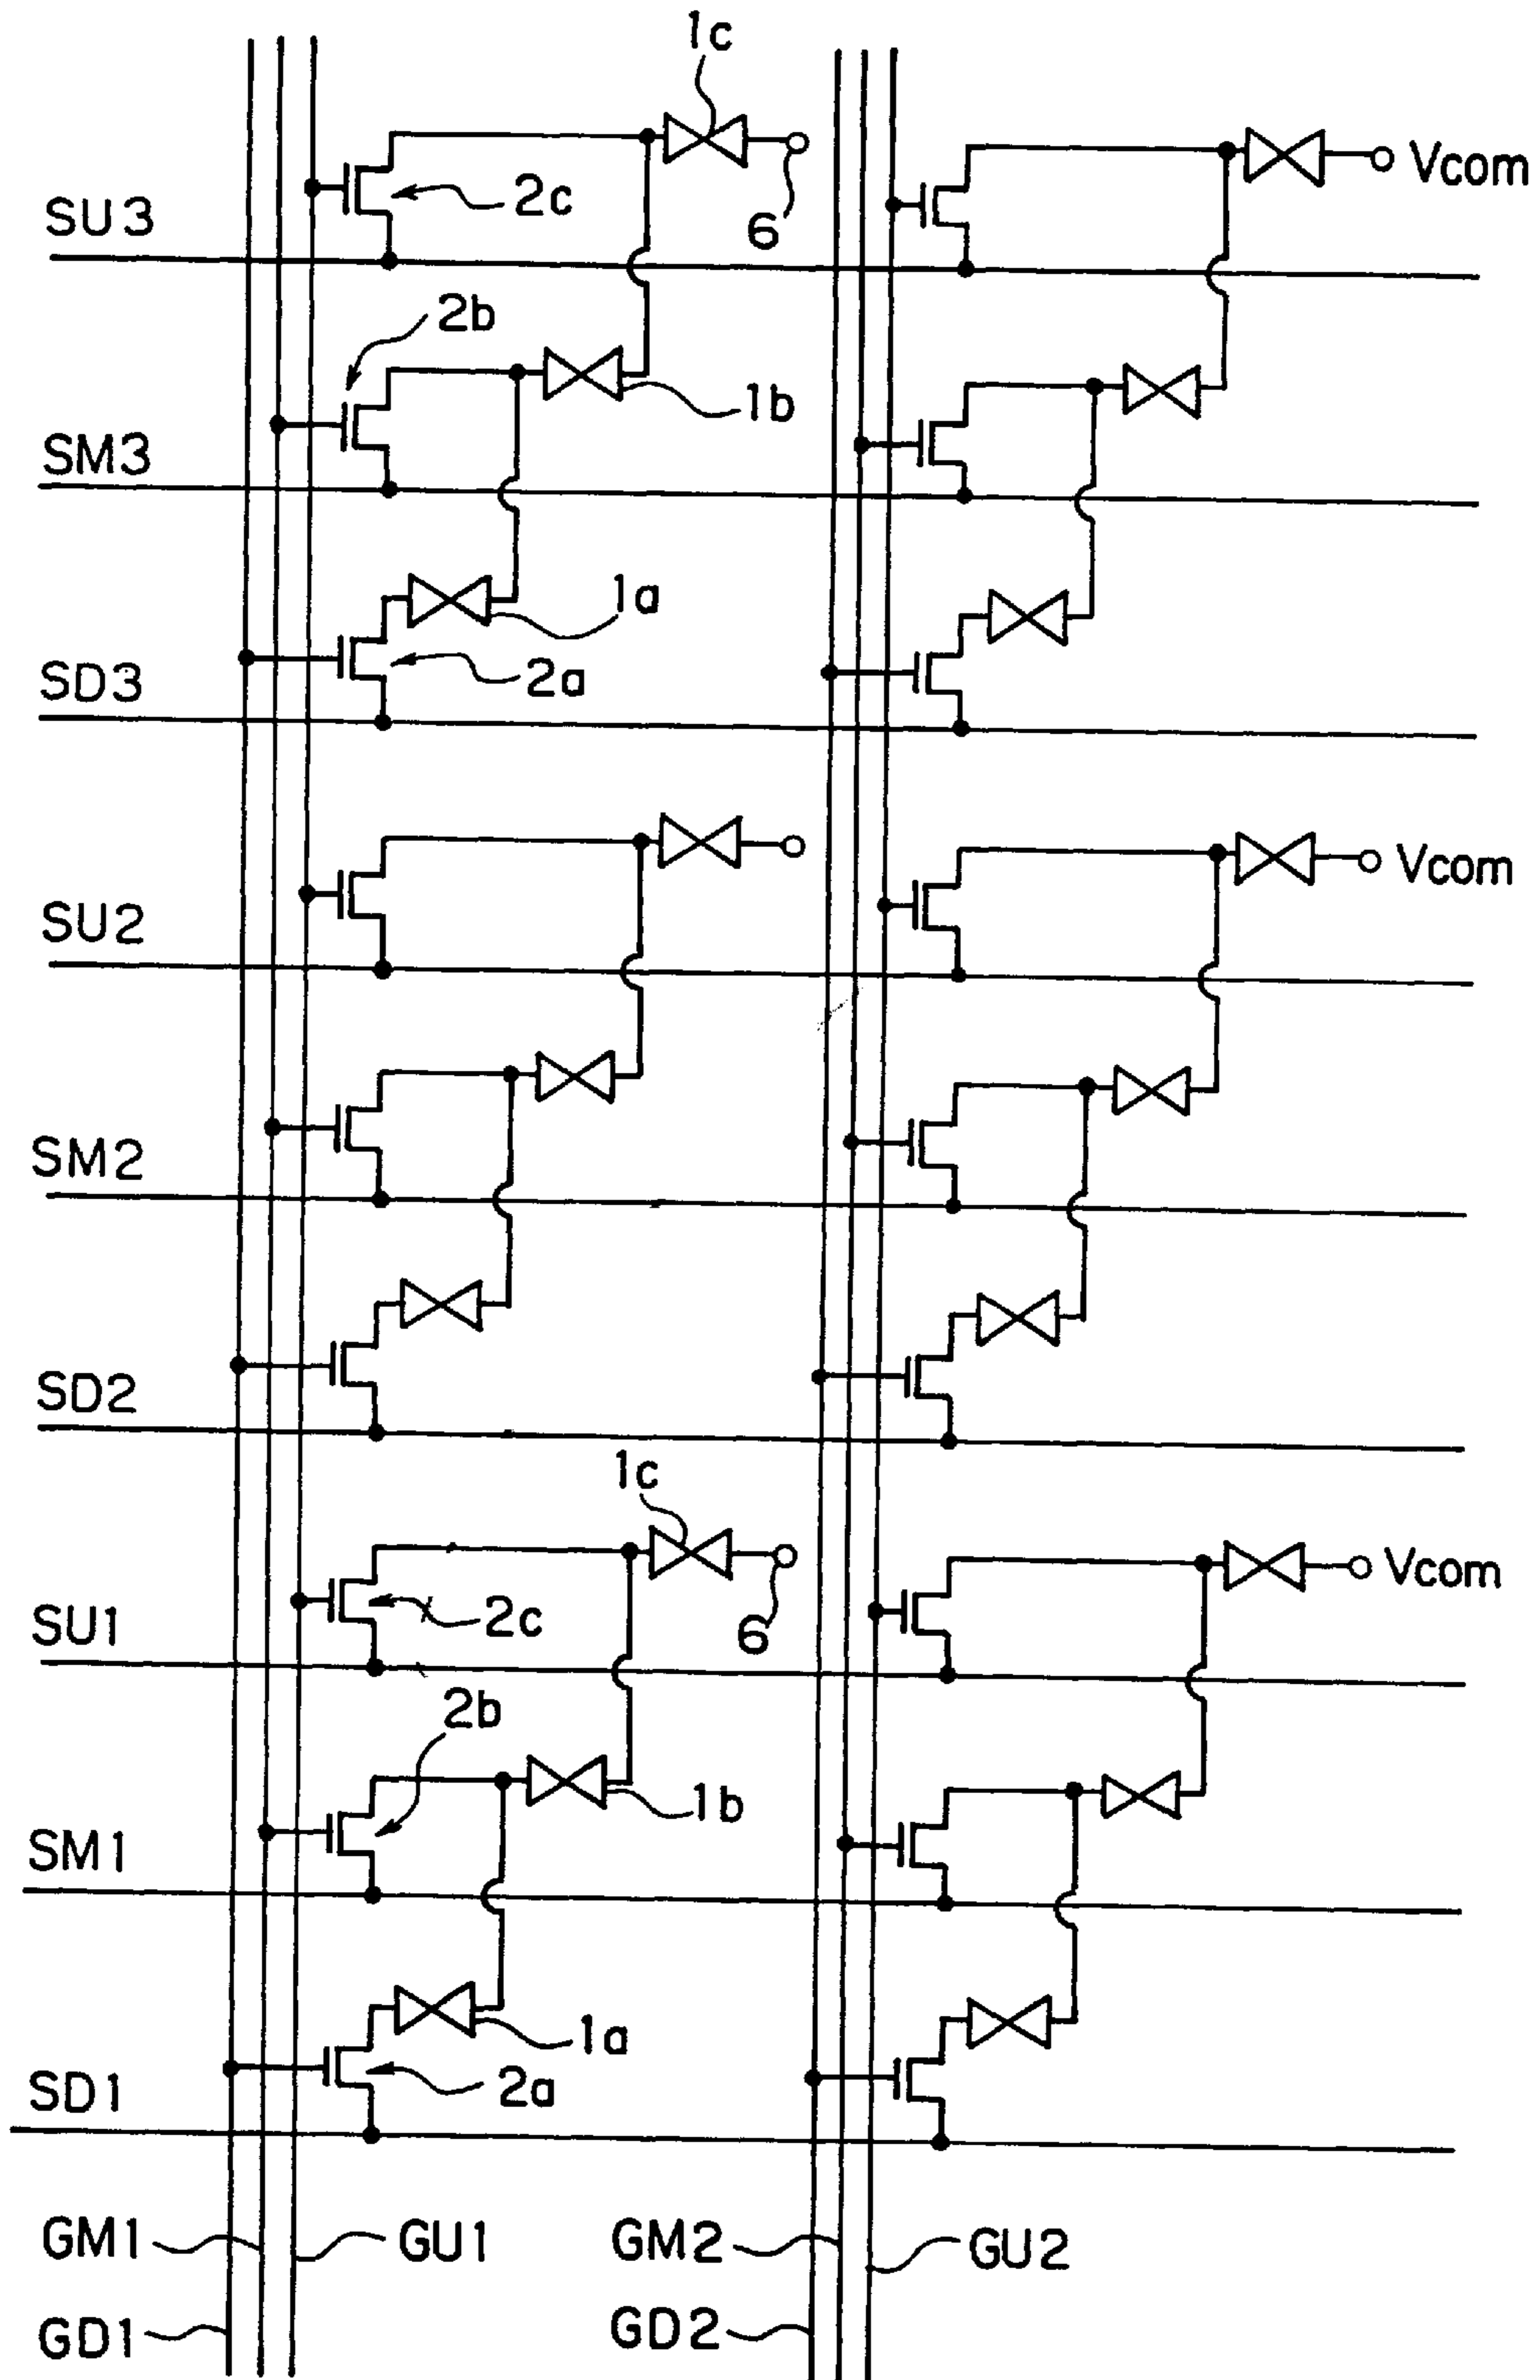 1c
Vcom
2c
6
SU3
2b
1b
SM3
1a
2a
SD3
Vcom
SU2
SM2
SD2
1c
Vcom
2c
6
SU1
2b
1b
SM1
1a
2a
SD1
GM1 GU1 GM2 GU2
GD1 GD2